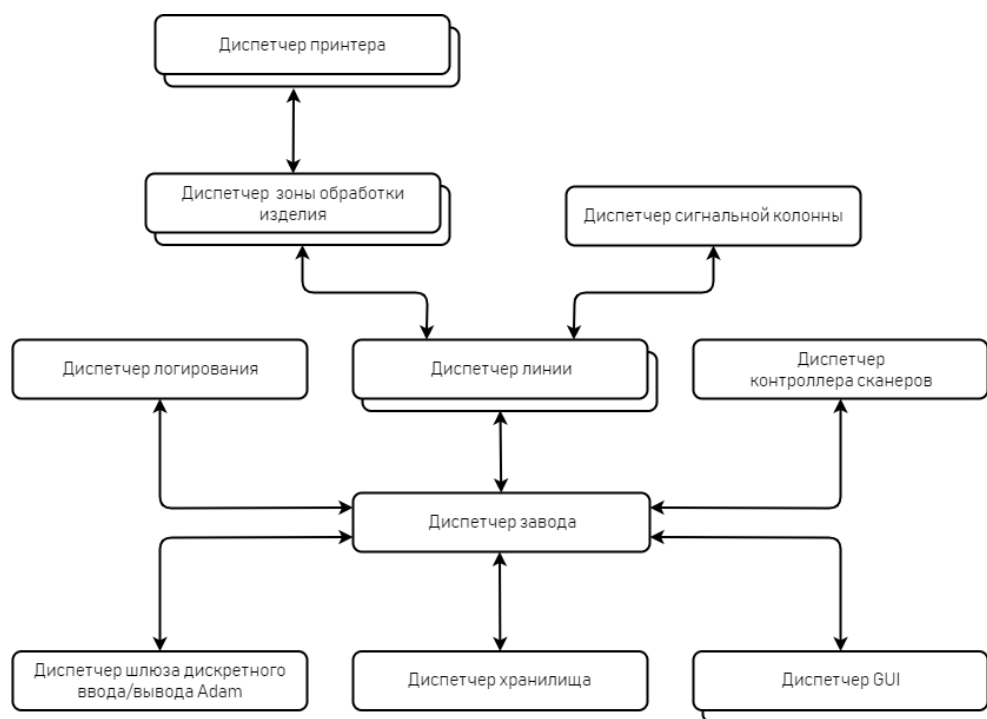 Диспетчер принтера
Диспетчер зоны обработки
изделия
Диспетчер сигнальной колонны
Диспетчер логирования
Диспетчер линии
Диспетчер
контроллера сканеров
Диспетчер завода
Диспетчер шлюза дискретного
ввода/вывода Adam
Диспетчер хранилища
Диспетчер GUI